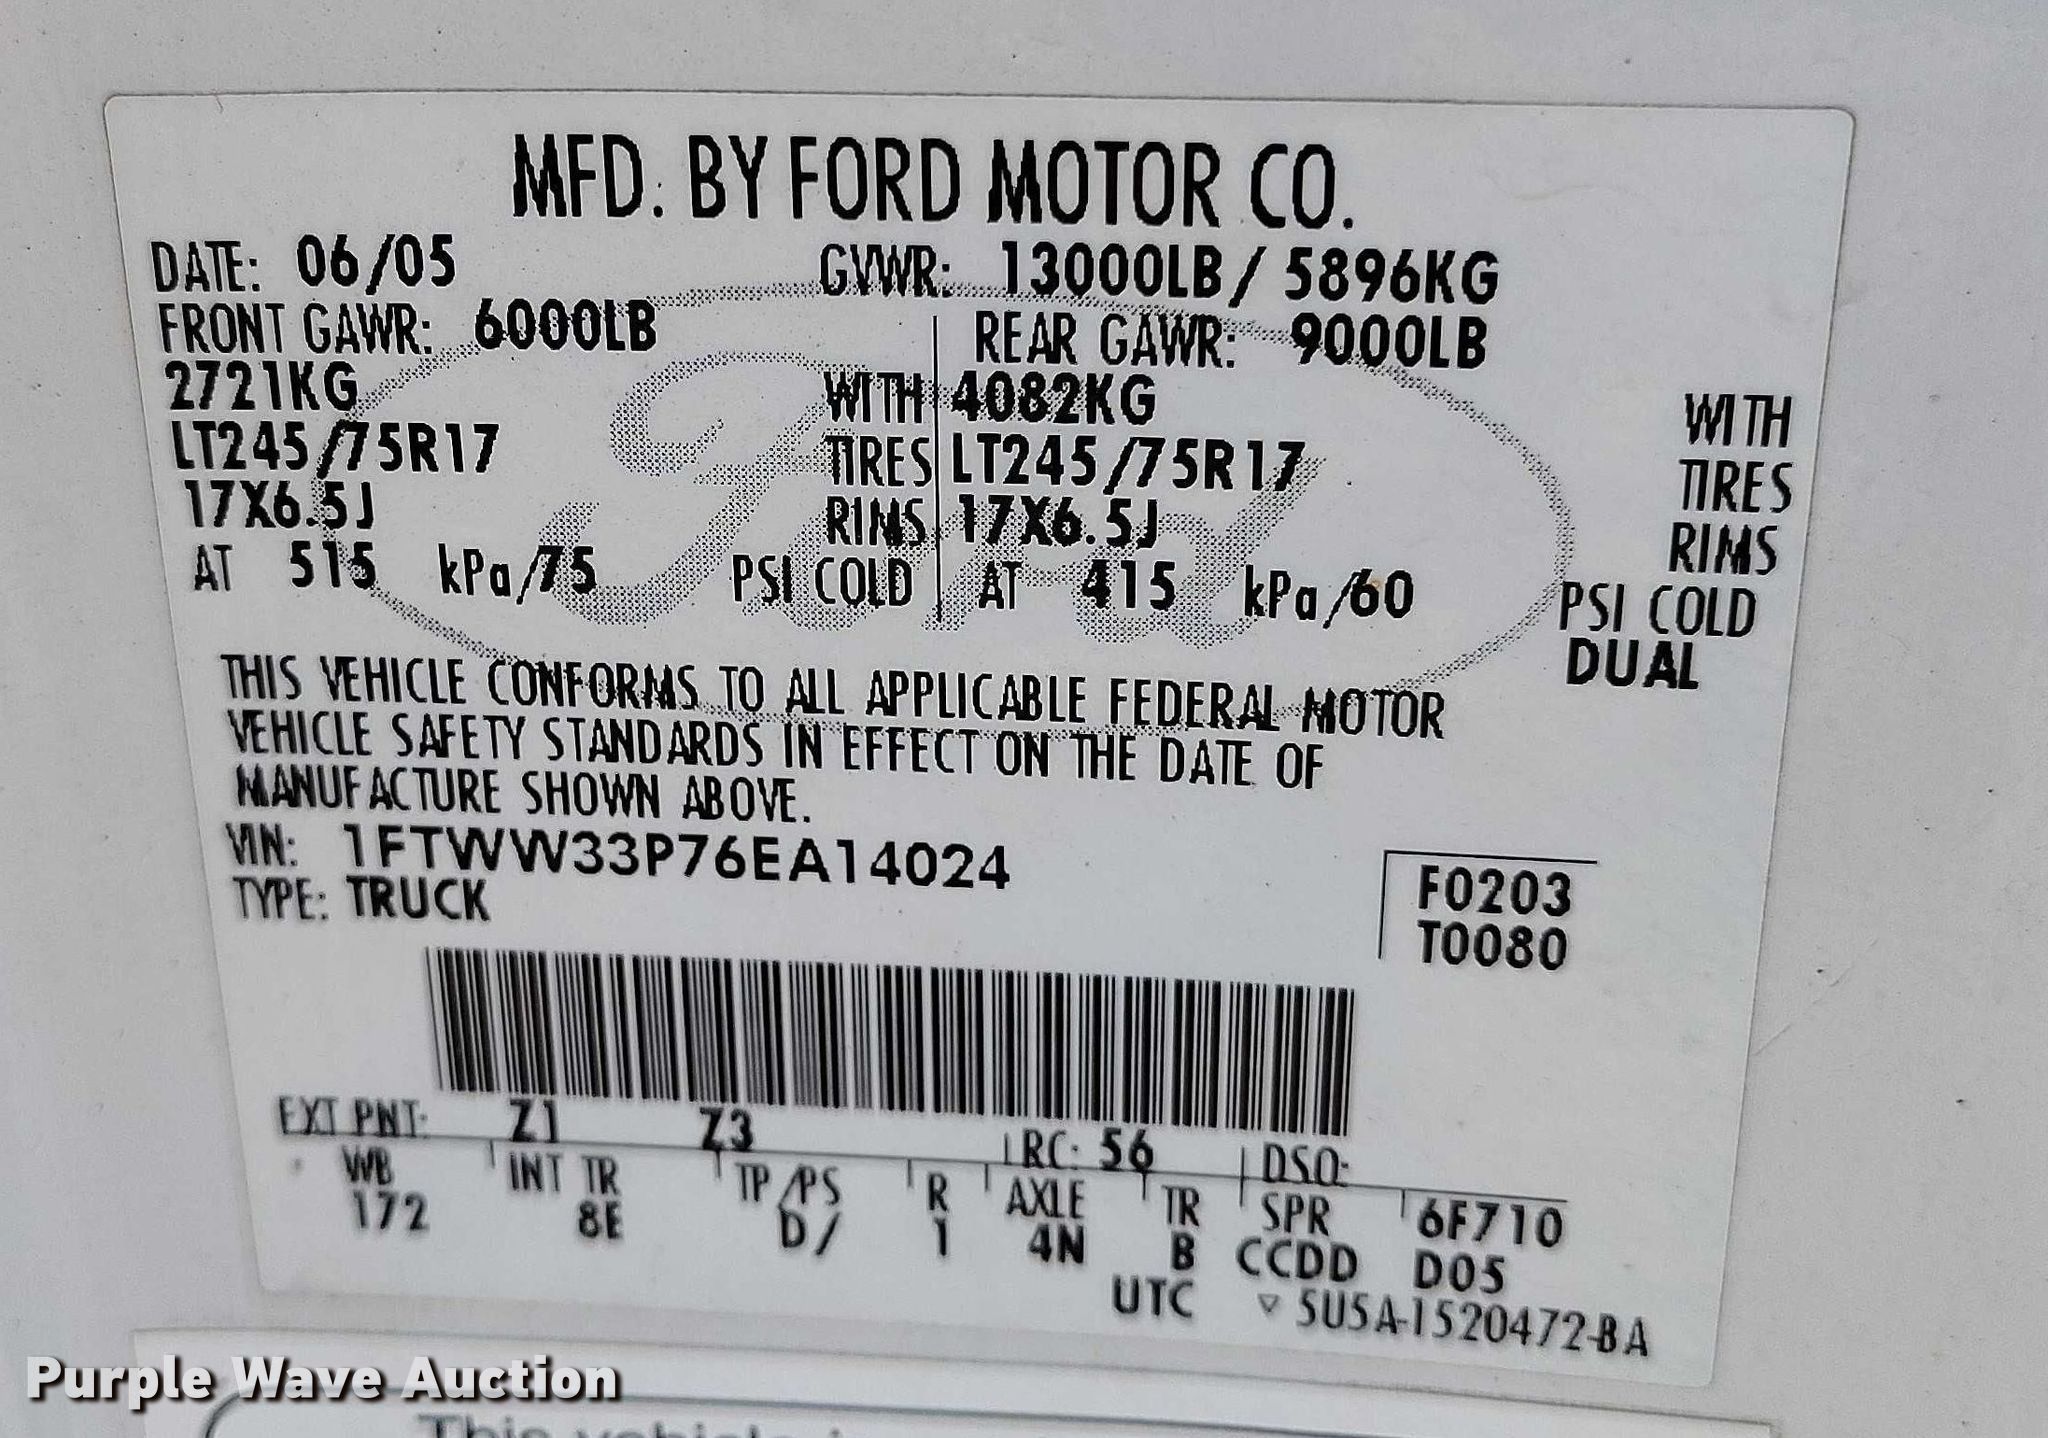 MFD. BY FORD MOTOR CO.
DATE: 06/05 GVWR: 13000LB/ 5896KG
FRONT GAWR: 6000LB REAR GAWR: 9000LB
2721KG WITH 4082KG WITH
LT245/75R17 TIRES LT245/75R17 TIRES
17X6.5J RIMS 17X6.5J RIMS
AT 515 kPa/75 PSI COLD AT 415 kPa/60 PSI COLD
DUAL
Ford
THIS VEHICLE CONFORMS TO ALL APPLICABLE FEDERAL MOTOR
VEHICLE SAFETY STANDARDS IN EFFECT ON THE DATE OF
MANUFACTURE SHOWN ABOVE.
VIN: 1FTWW33P76EA14024
TYPE: TRUCK
F0203
T0080
EXT PNT: Z1 Z3 RC: 56 DSO:
WB INT TR TP/PS R AXLE TR SPR 6F710
172 8E D/ 1 4N B CCDD D05
UTC ▽ 5U5A-1520472-BA
Purple Wave Auction
This vehicle